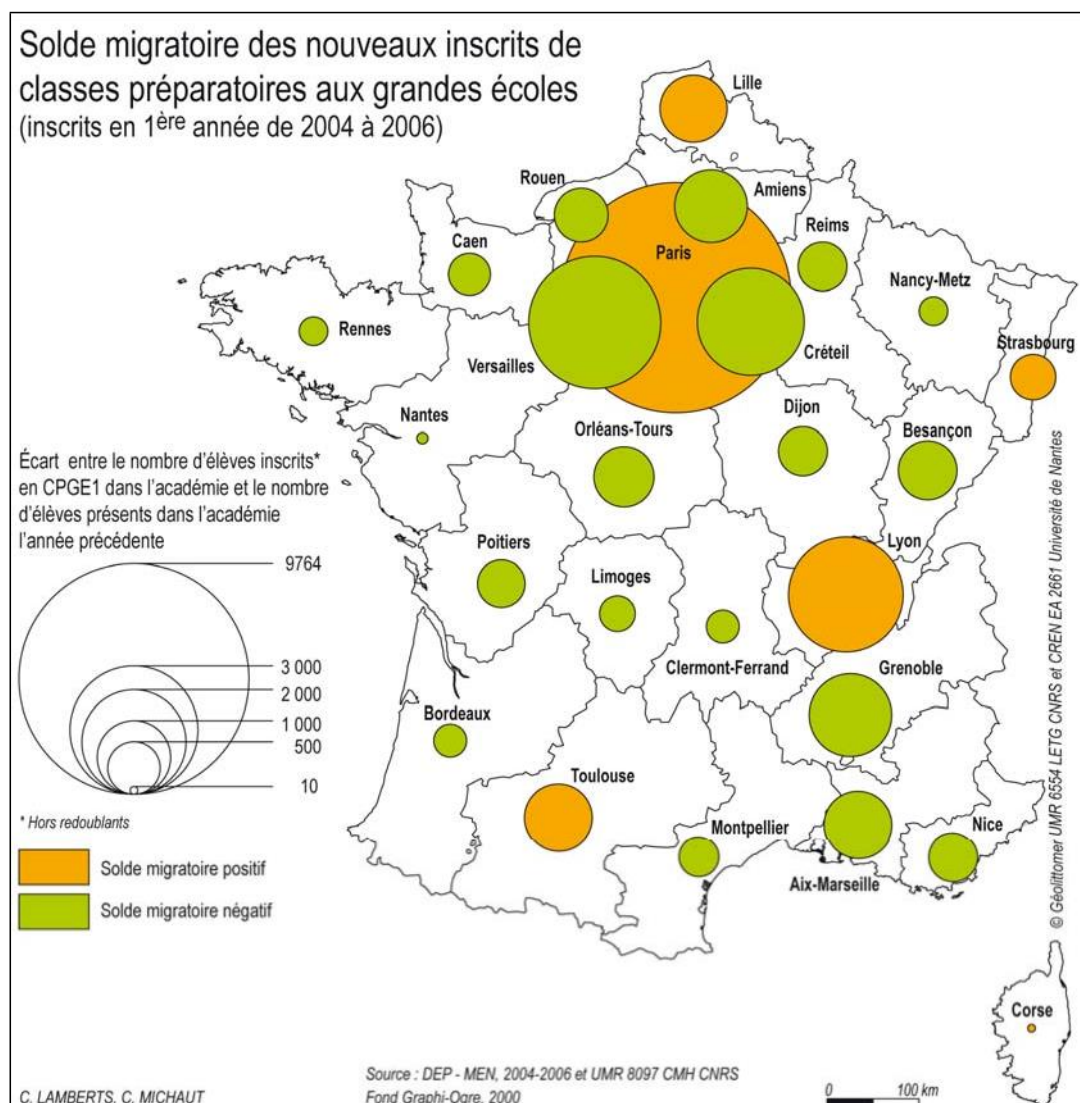 Solde migratoire des nouveaux inscrits de
classes préparatoires aux grandes écoles
(inscrits en 1ère année de 2004 à 2006)
Lille
Rouen
Amiens
Caen
Paris
Reims
Nancy-Metz
Rennes
Strasbourg
Versailles
Créteil
Nantes
Orléans-Tours
Dijon
Besançon
Écart entre le nombre d'élèves inscrits*
en CPGE1 dans l'académie et le nombre
d'élèves présents dans l'académie
l'année précédente
9764
3 000
2 000
1 000
500
10
* Hors redoublants
Solde migratoire positif
Solde migratoire négatif
Poitiers
Limoges
Lyon
Clermont-Ferrand
Grenoble
Bordeaux
Toulouse
Montpellier
Nice
Aix-Marseille
Corse
© Géolittomer UMR 6554 LETG CNRS et CREN EA 2661 Université de Nantes
C. LAMBERTS, C. MICHAUT
Source : DEP - MEN, 2004-2006 et UMR 8097 CMH CNRS
Fond Graphi-Ogre, 2000
0 100 km